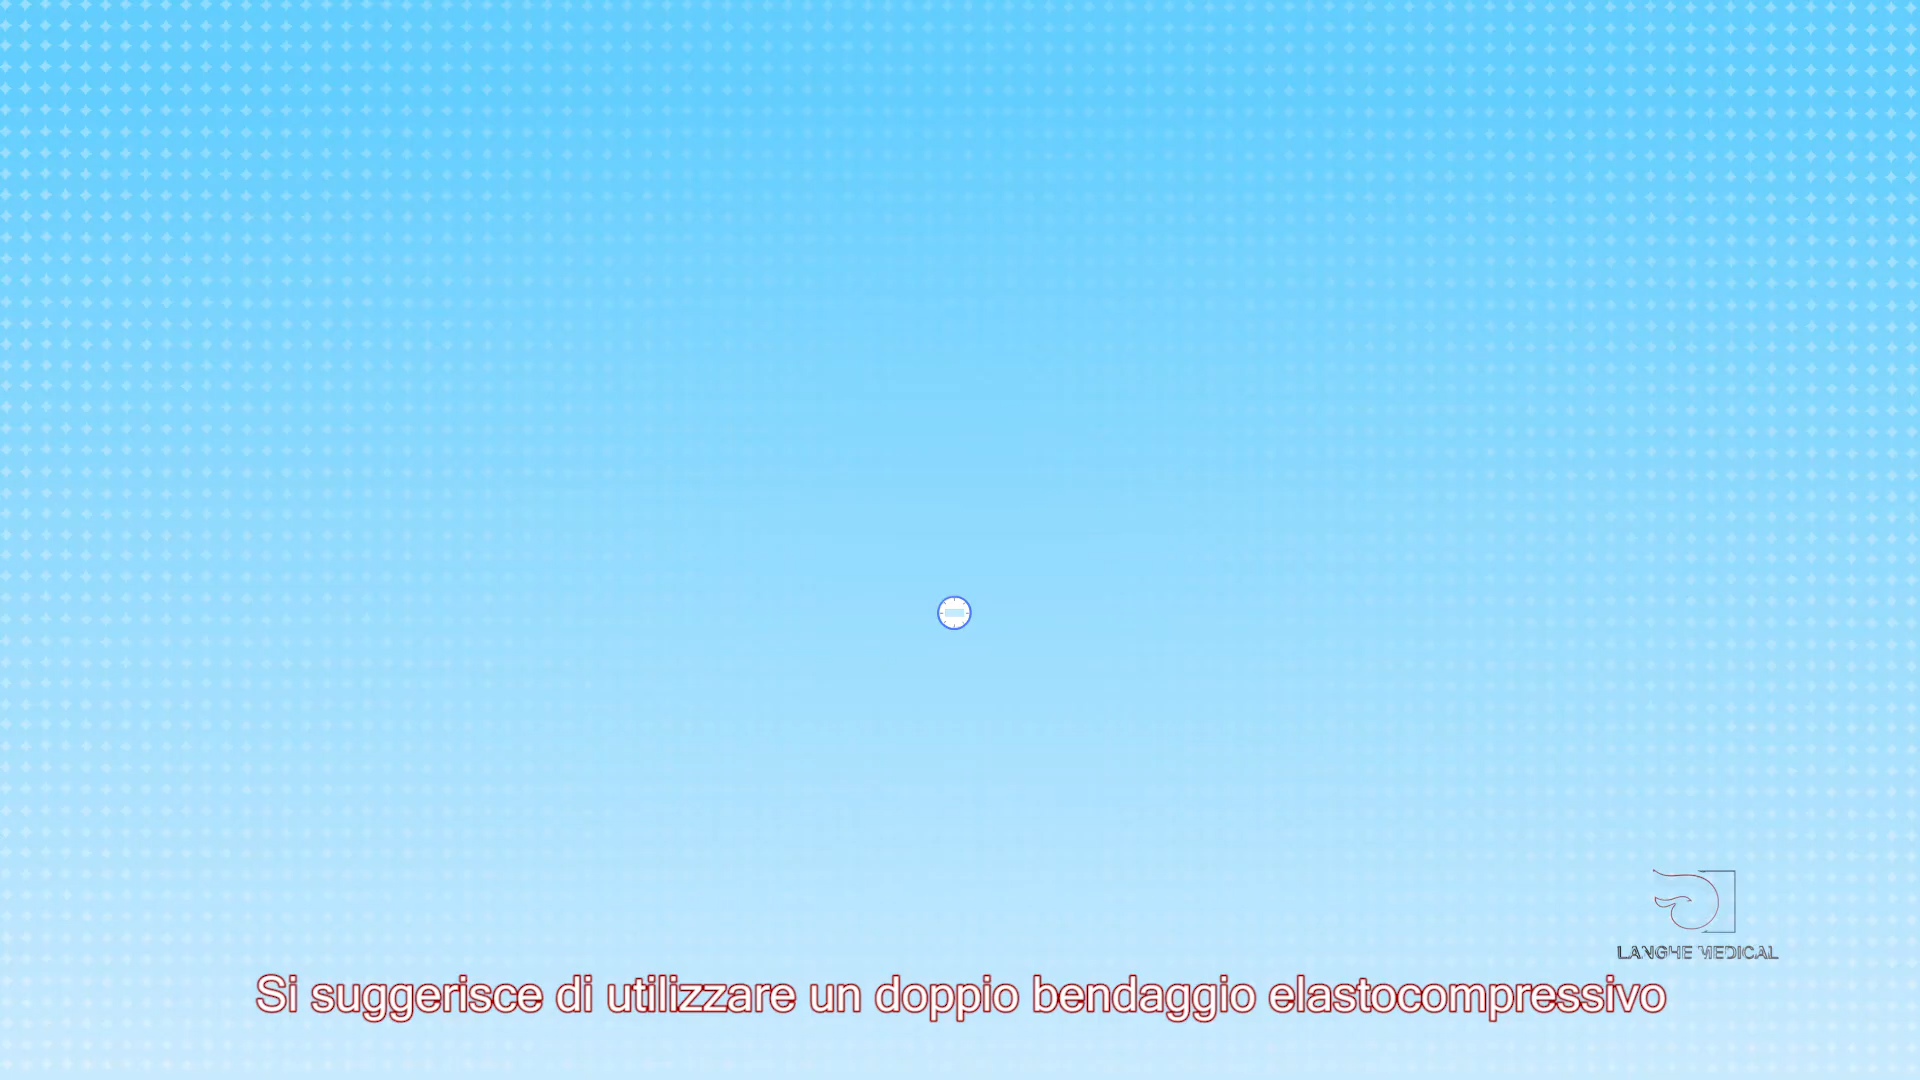 LANGHE MEDICAL
Si suggerisce di utilizzare un doppio bendaggio elastocompressivo